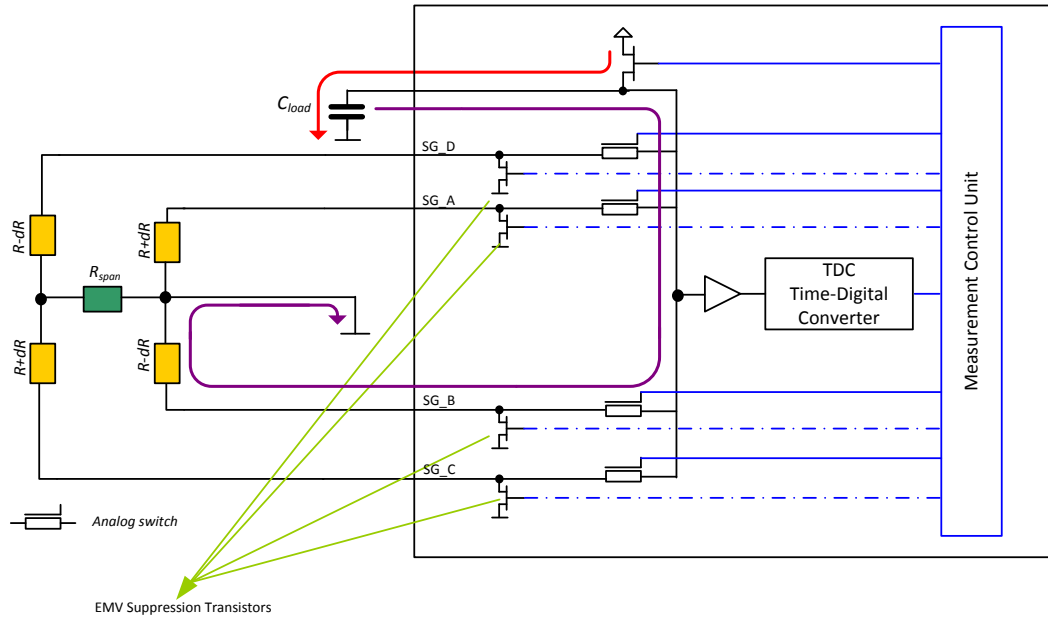 C_load
SG_D
SG_A
R-dR
R+dR
R_span
R+dR
R-dR
SG_B
SG_C
TDC
Time-Digital
Converter
Measurement Control Unit
Analog switch
EMV Suppression Transistors